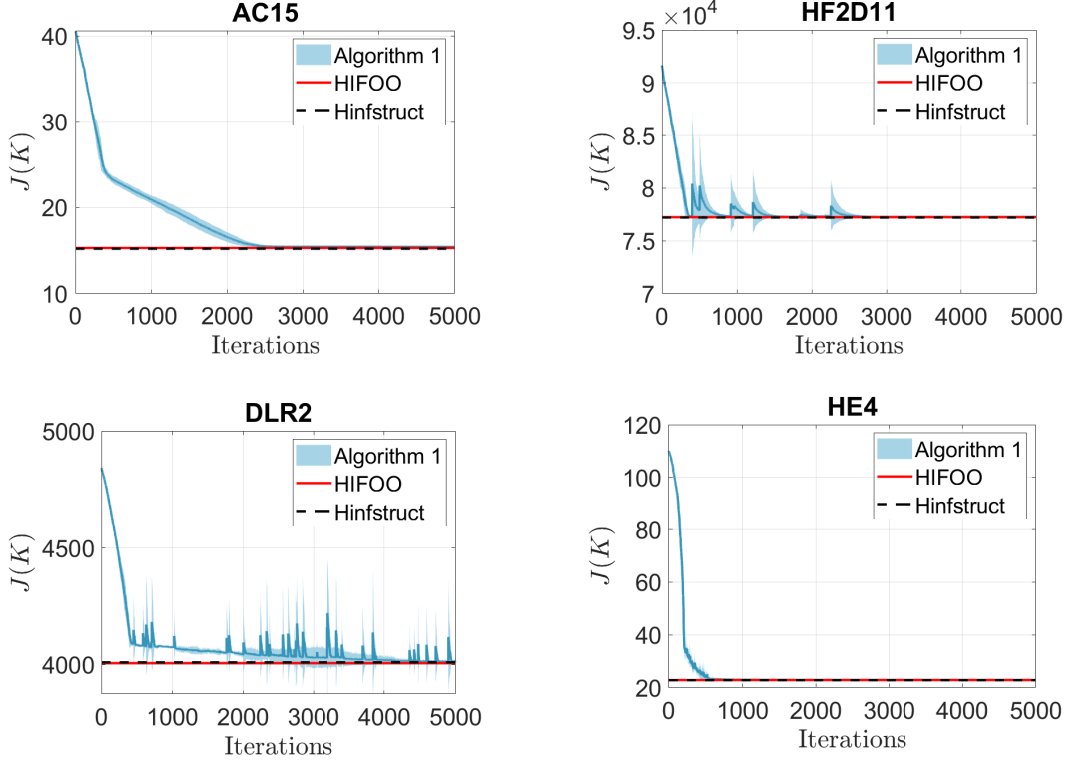 AC15
40
30
20
10
J(K)
0 1000 2000 3000 4000 5000
Iterations
Algorithm 1
HIFOO
Hinfstruct
HF2D11
×10⁴
9.5
9
8.5
8
7.5
7
J(K)
0 1000 2000 3000 4000 5000
Iterations
Algorithm 1
HIFOO
Hinfstruct
DLR2
5000
4500
4000
J(K)
0 1000 2000 3000 4000 5000
Iterations
Algorithm 1
HIFOO
Hinfstruct
HE4
120
100
80
60
40
20
J(K)
0 1000 2000 3000 4000 5000
Iterations
Algorithm 1
HIFOO
Hinfstruct